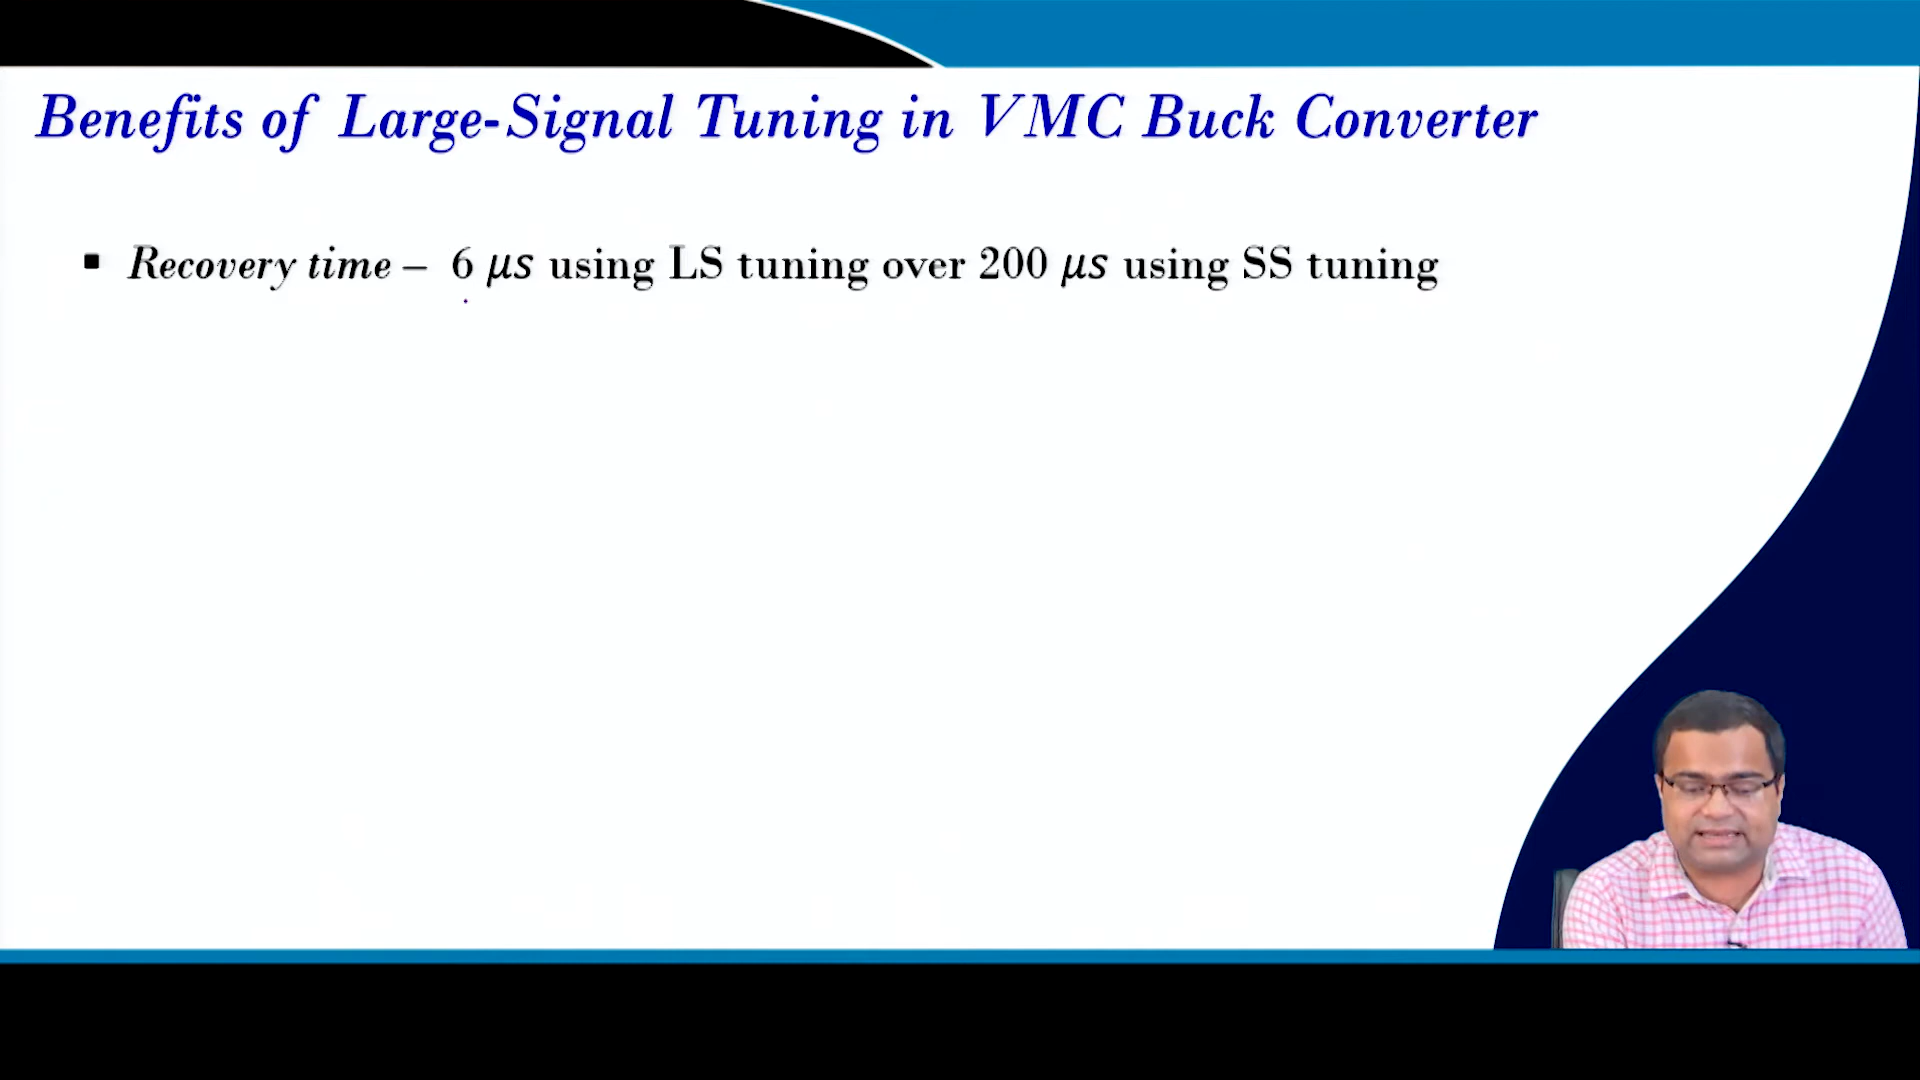 Benefits of Large-Signal Tuning in VMC Buck Converter
▪ Recovery time – 6 μs using LS tuning over 200 μs using SS tuning